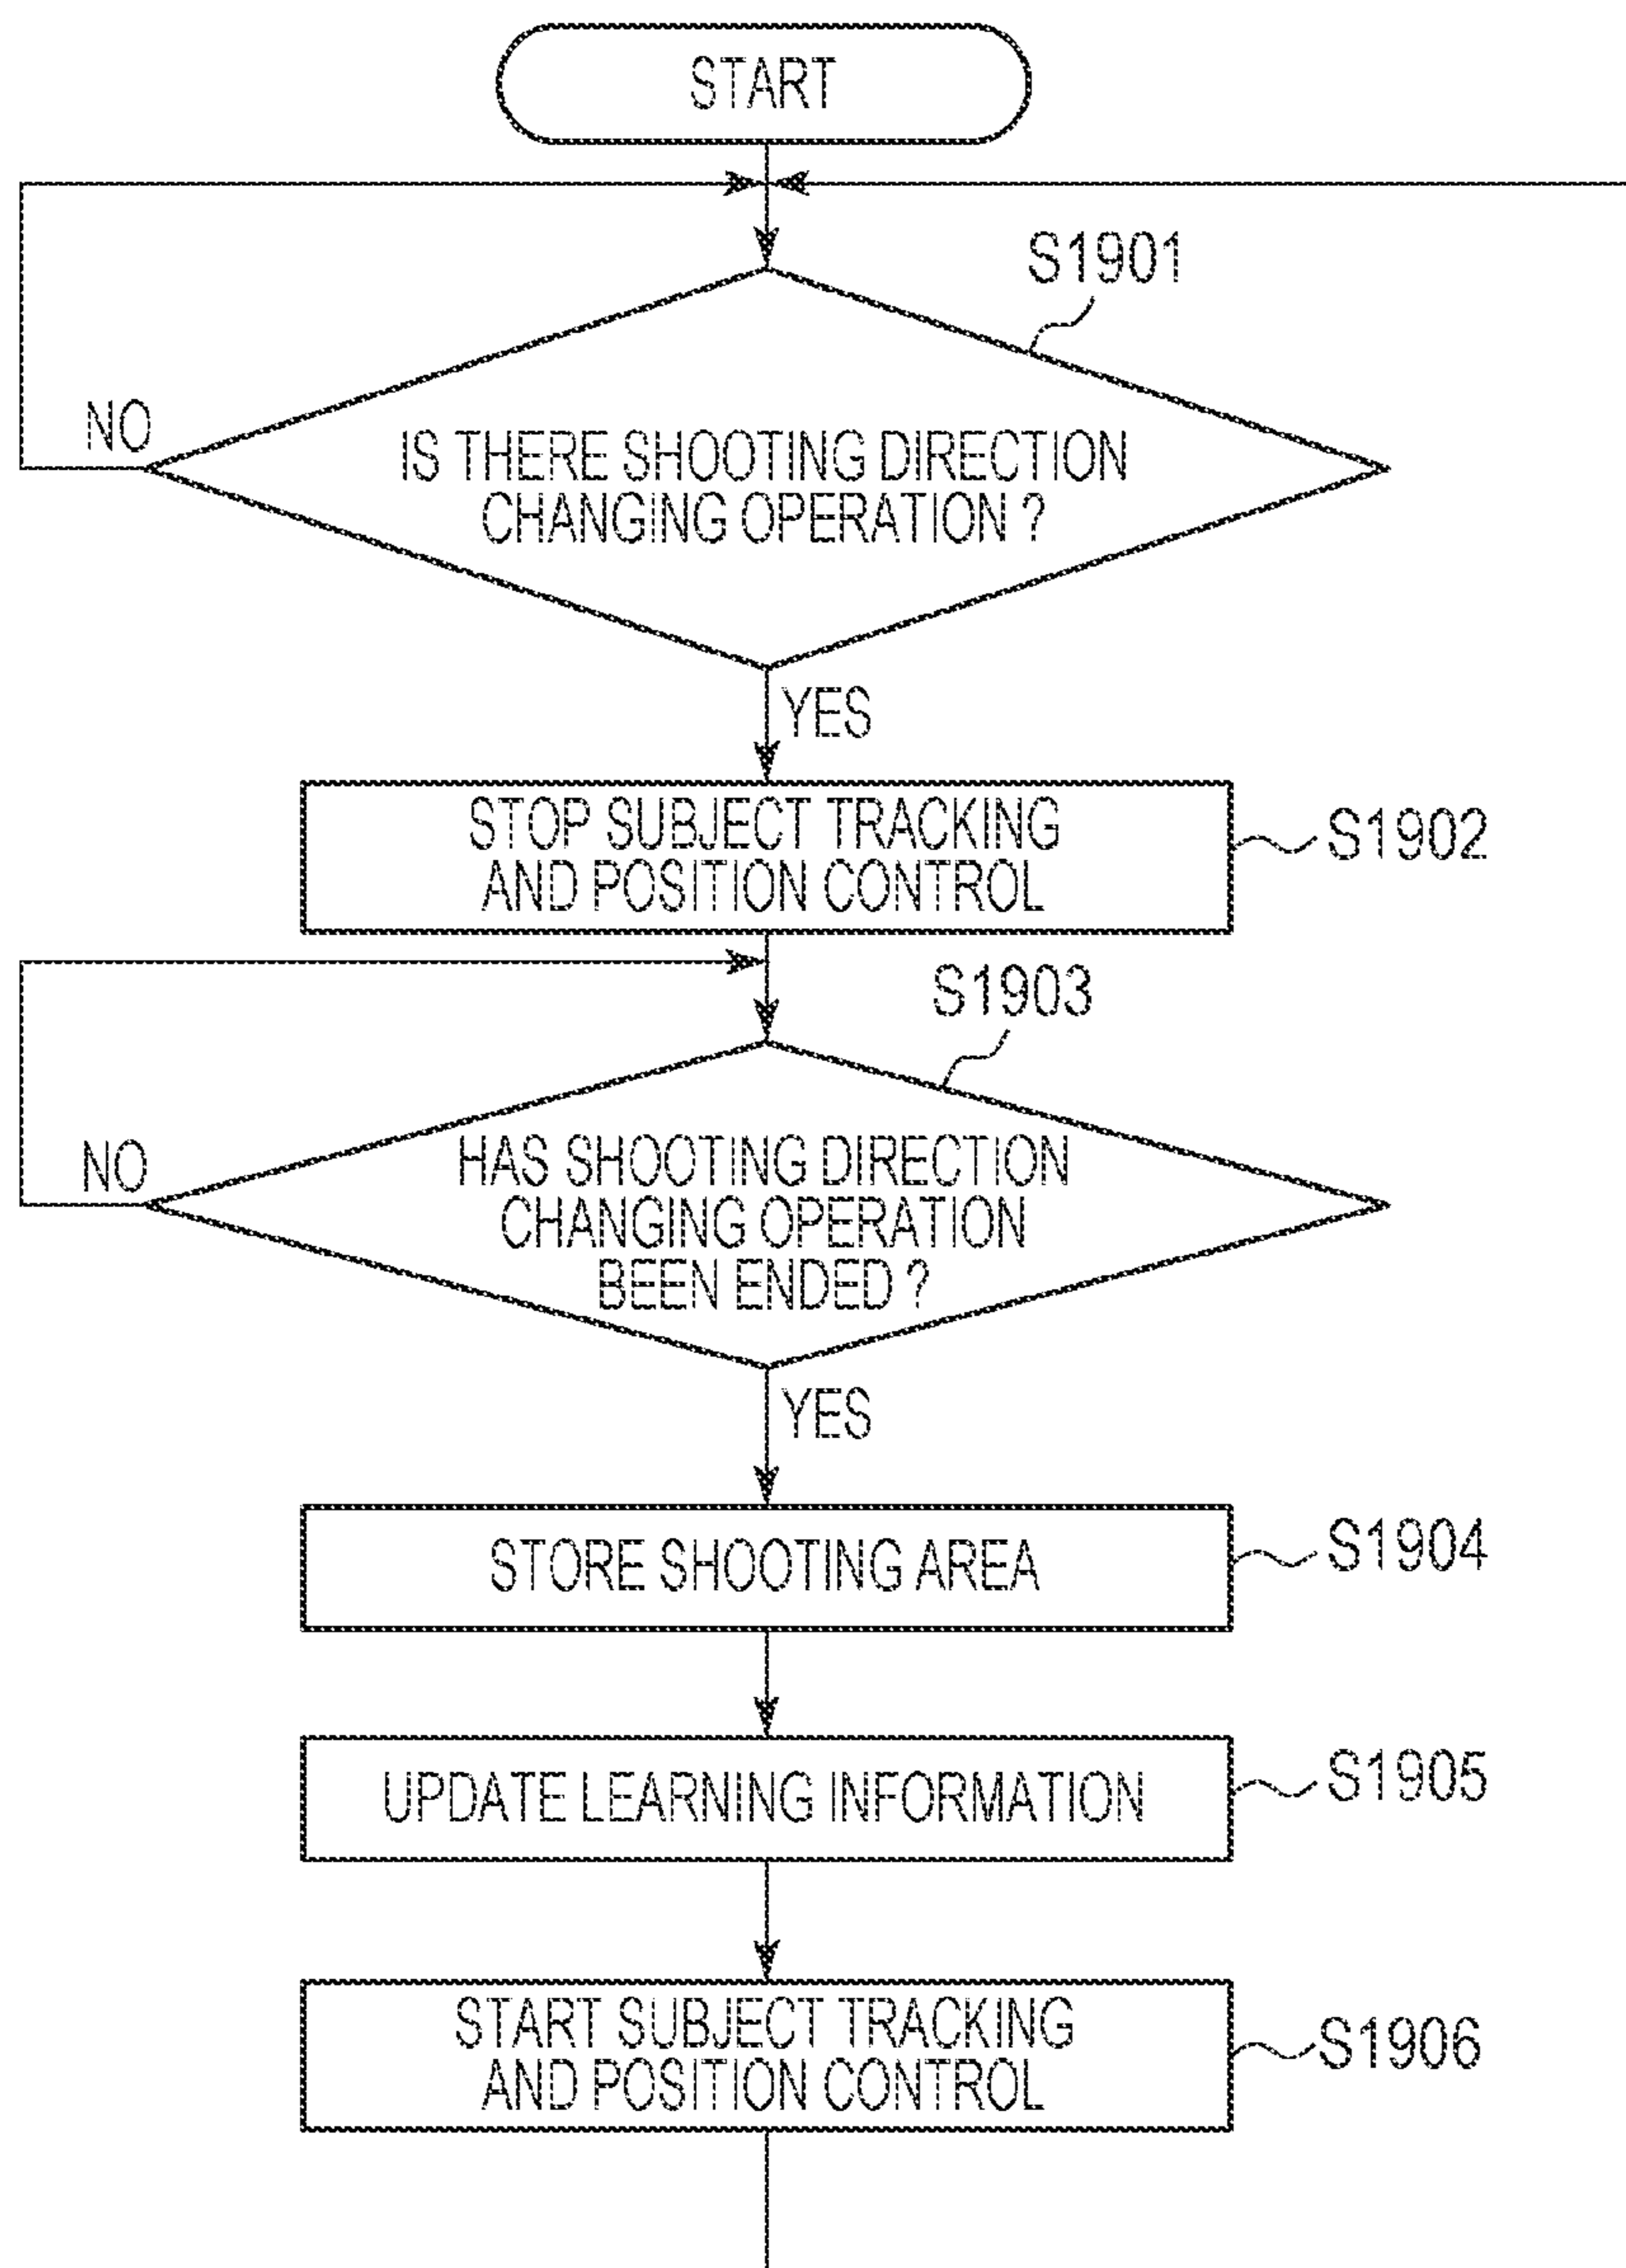 START
S1901
NO
IS THERE SHOOTING DIRECTION
CHANGING OPERATION ?
YES
STOP SUBJECT TRACKING
AND POSITION CONTROL
S1902
S1903
NO
HAS SHOOTING DIRECTION
CHANGING OPERATION
BEEN ENDED ?
YES
STORE SHOOTING AREA
S1904
UPDATE LEARNING INFORMATION
S1905
START SUBJECT TRACKING
AND POSITION CONTROL
S1906